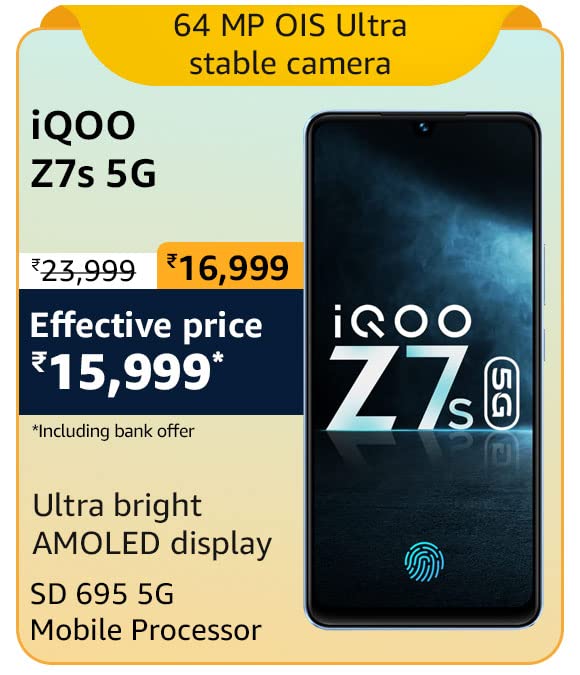 64 MP OIS Ultra
stable camera
iQOO
Z7s 5G
₹23,999 ₹16,999
Effective price
₹15,999*
*Including bank offer
Ultra bright
AMOLED display
SD 695 5G
Mobile Processor
iQOO
Z7s 5G